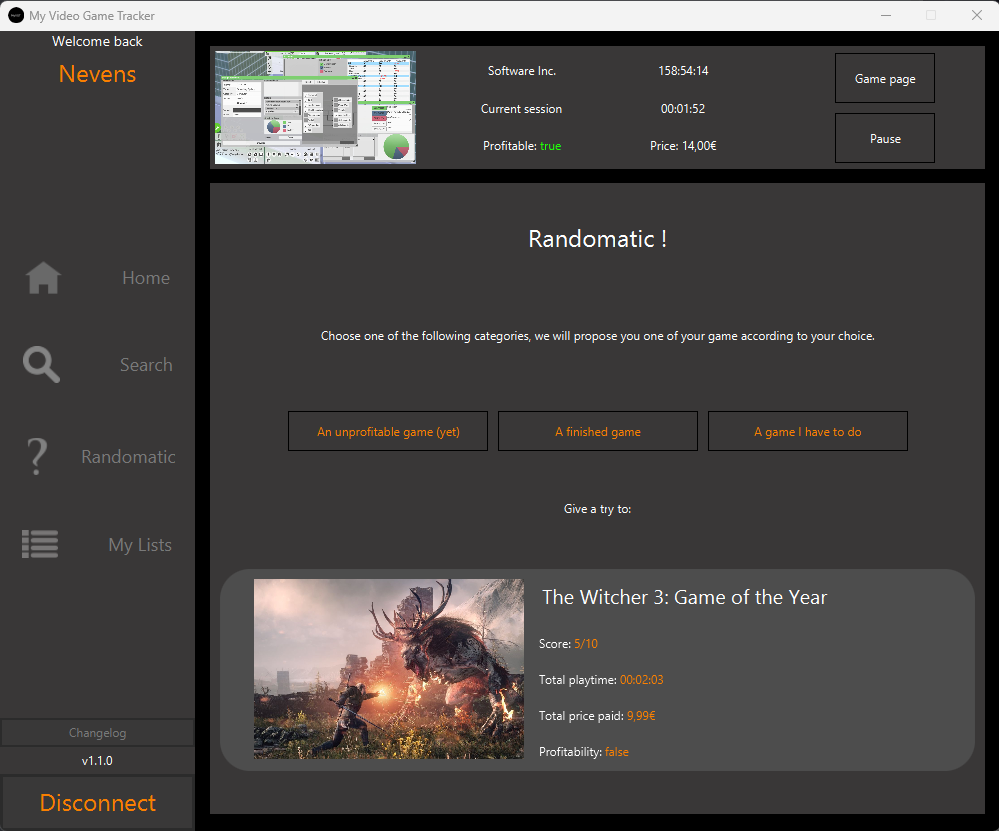 My Video Game Tracker
Welcome back
Nevens
Home
Search
Randomatic
My Lists
Changelog
v1.1.0
Disconnect
Software Inc.
158:54:14
Current session
00:01:52
Profitable: true
Price: 14,00€
Game page
Pause
Randomatic !
Choose one of the following categories, we will propose you one of your game according to your choice.
An unprofitable game (yet)
A finished game
A game I have to do
Give a try to:
The Witcher 3: Game of the Year
Score: 5/10
Total playtime: 00:02:03
Total price paid: 9,99€
Profitability: false